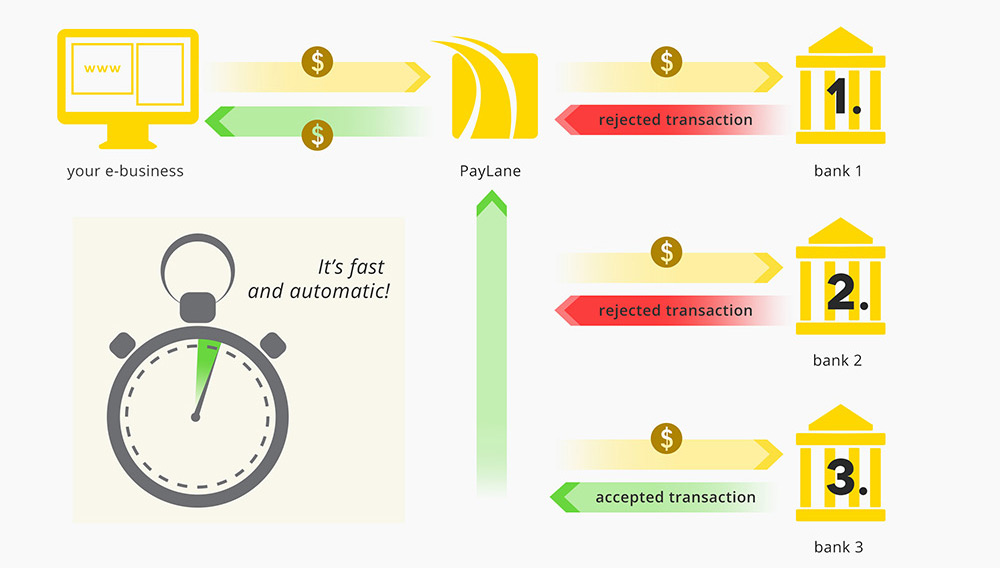 www
$
$
$
1.
rejected transaction
your e-business
PayLane
bank 1
It’s fast
and automatic!
$
2.
rejected transaction
bank 2
$
3.
accepted transaction
bank 3